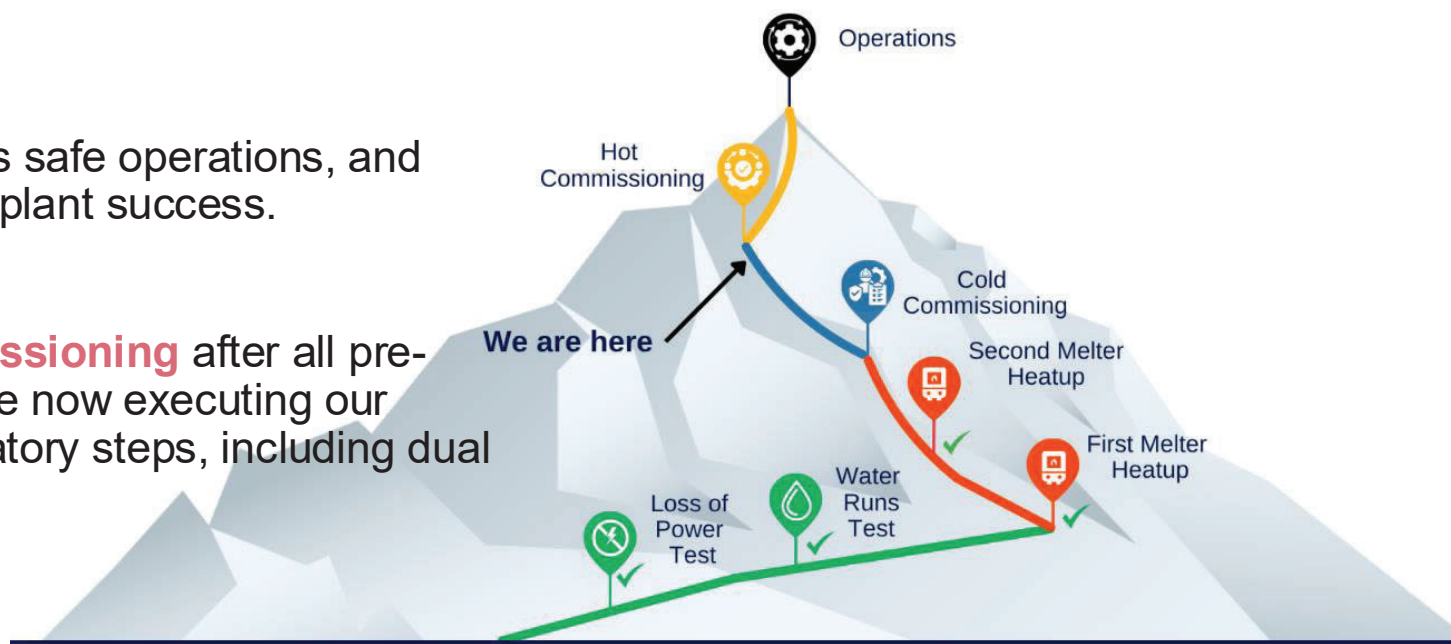 Operations
s safe operations, and
plant success.
Hot
Commissioning
Cold
Commissioning
We are here
ssioning after all pre-
e now executing our
atory steps, including dual
Second Melter
Heatup
First Melter
Heatup
Water
Runs
Test
Loss of
Power
Test